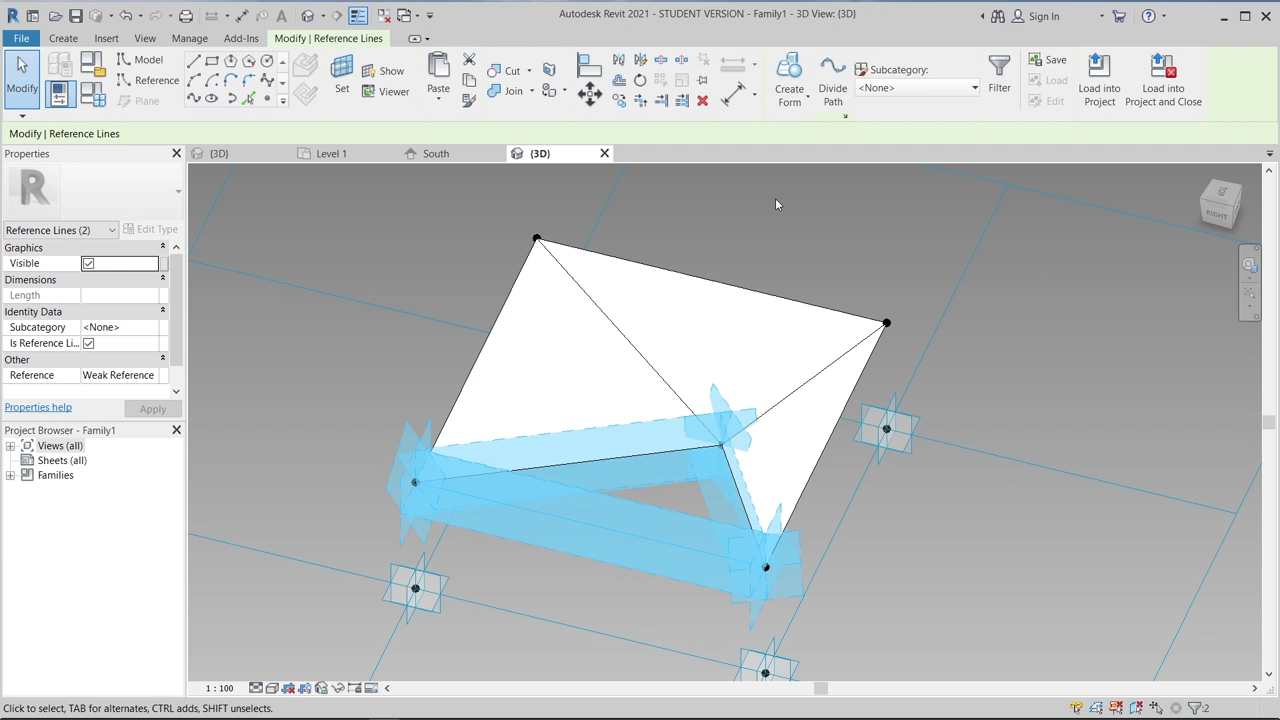 Autodesk Revit 2021 - STUDENT VERSION - Family1 - 3D View: {3D}
Sign In
File
Create
Insert
View
Manage
Add-Ins
Modify | Reference Lines
Modify
Model
Reference
Plane
Set
Show
Viewer
Paste
Cut
Join
Create
Form
Divide
Path
Subcategory:
<None>
Filter
Save
Load
Edit
Load into
Project
Load into
Project and Close
Modify | Reference Lines
Properties
{3D}
Level 1
South
{3D}
Reference Lines (2)
Edit Type
Graphics
Visible
Dimensions
Length
Identity Data
Subcategory <None>
Is Reference Li...
Other
Reference Weak Reference
Properties help
Apply
Project Browser - Family1
Views (all)
Sheets (all)
Families
RIGHT
1 : 100
Click to select, TAB for alternates, CTRL adds, SHIFT unselects.
:2